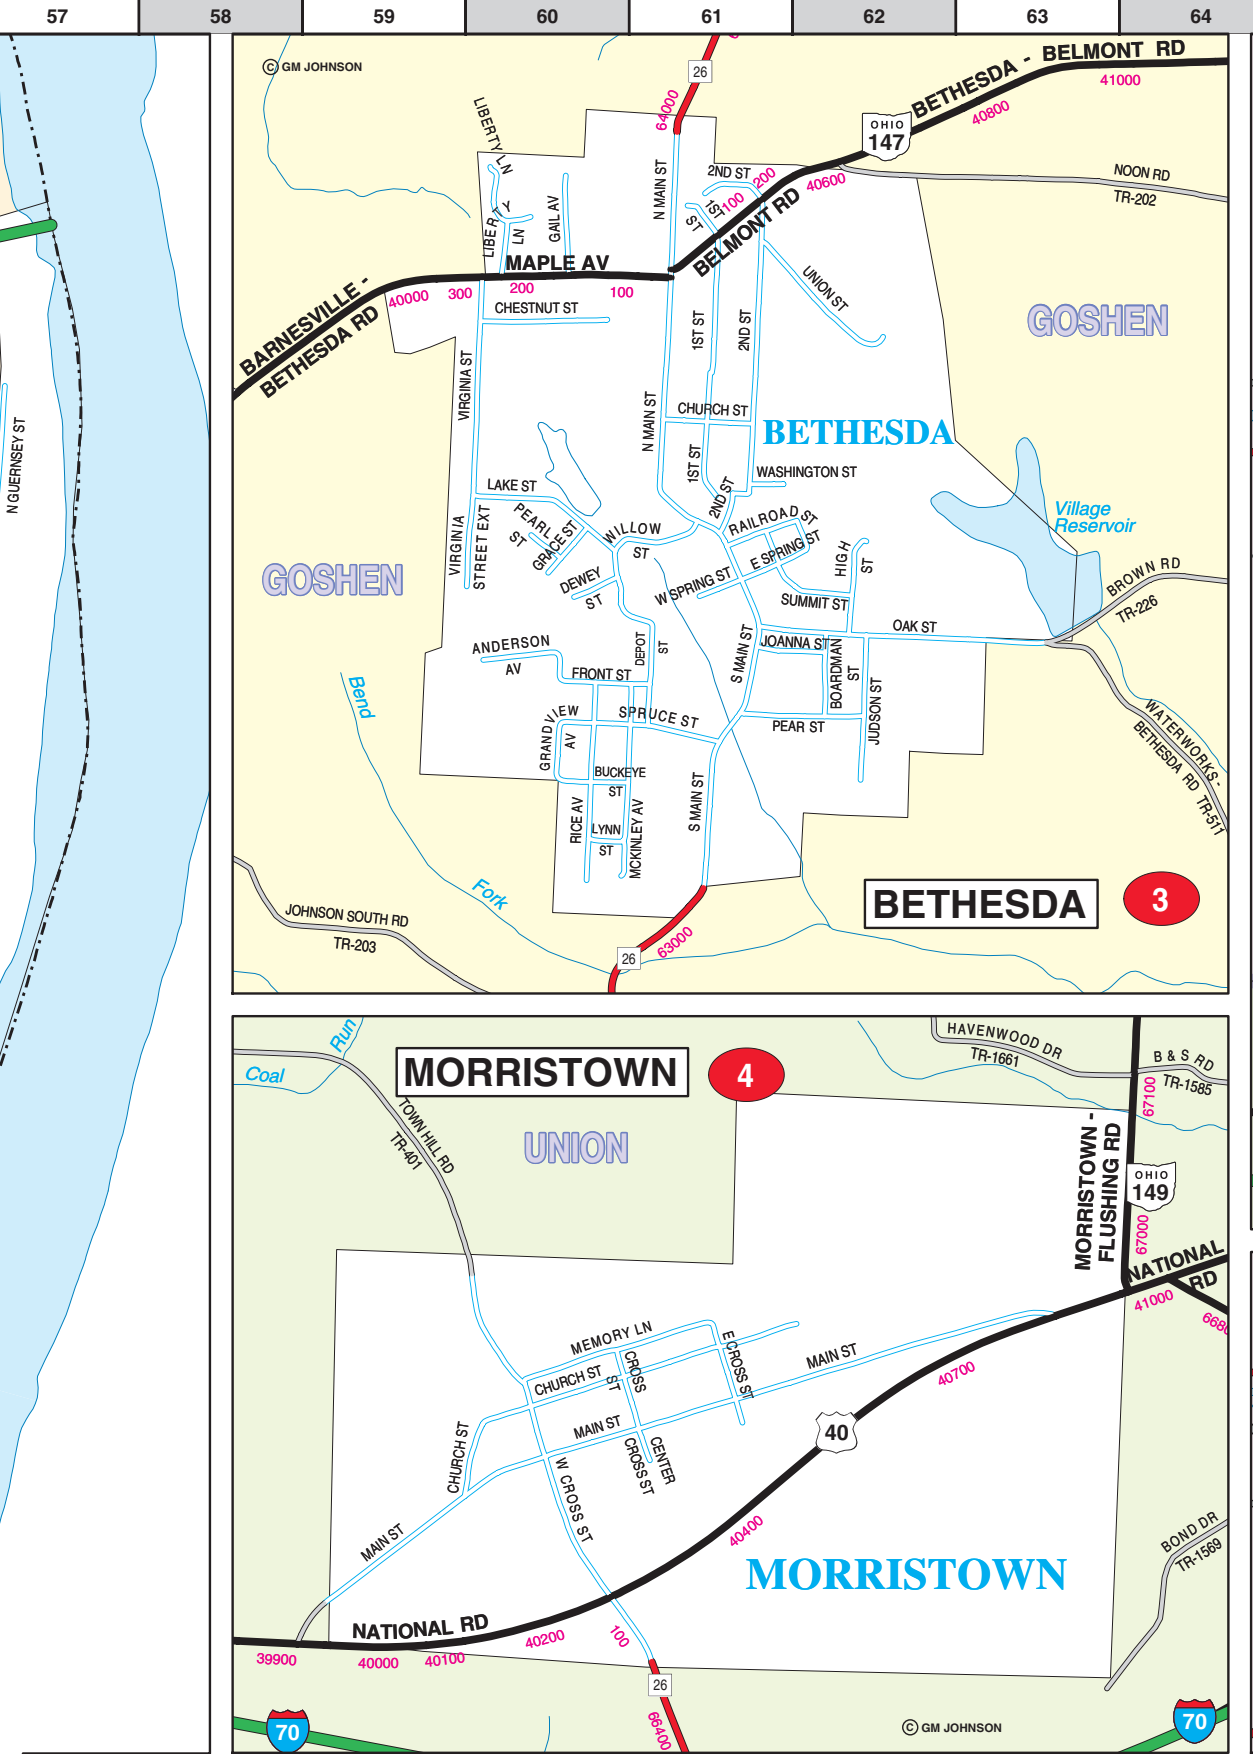 57 58 59 60 61 62 63 64
© GM JOHNSON
26
64000
BETHESDA - BELMONT RD
41000
40800
OHIO
147
LIBERTY LN
N MAIN ST
2ND ST
200
40600
NOON RD
TR-202
LIBERTY
LN
GAIL AV
1ST
ST
100
BELMONT RD
MAPLE AV
BARNESVILLE -
BETHESDA RD
40000
300
200
100
CHESTNUT ST
UNION ST
GOSHEN
VIRGINIA ST
1ST ST
2ND ST
N MAIN ST
CHURCH ST
BETHESDA
N GUERNSEY ST
1ST ST
WASHINGTON ST
LAKE ST
2ND ST
Village
Reservoir
PEARL
ST
GRACE ST
WILLOW
ST
RAILROAD ST
VIRGINIA
STREET EXT
E SPRING ST
HIGH
ST
GOSHEN
DEWEY
ST
W SPRING ST
SUMMIT ST
BROWN RD
TR-226
OAK ST
ANDERSON
AV
DEPOT
ST
S MAIN ST
JOANNA ST
BOARDMAN
ST
FRONT ST
JUDSON ST
Bend
GRANDVIEW
AV
SPRUCE ST
PEAR ST
WATERWORKS -
BETHESDA RD TR-511
BUCKEYE
ST
S MAIN ST
RICE AV
LYNN
ST
MCKINLEY AV
Fork
BETHESDA
3
JOHNSON SOUTH RD
TR-203
26
63000
Run
Coal
MORRISTOWN
4
HAVENWOOD DR
TR-1661
B & S RD
TR-1585
67100
TOWN HILL RD
TR-401
UNION
MORRISTOWN -
FLUSHING RD
OHIO
149
67000
NATIONAL
RD
41000
MEMORY LN
E CROSS ST
MAIN ST
CHURCH ST
CROSS
ST
40700
MAIN ST
40
CHURCH ST
CENTER
CROSS ST
W CROSS ST
MAIN ST
40400
BOND DR
TR-1569
MORRISTOWN
NATIONAL RD
40200
100
39900
40000
40100
26
66400
70
© GM JOHNSON
70